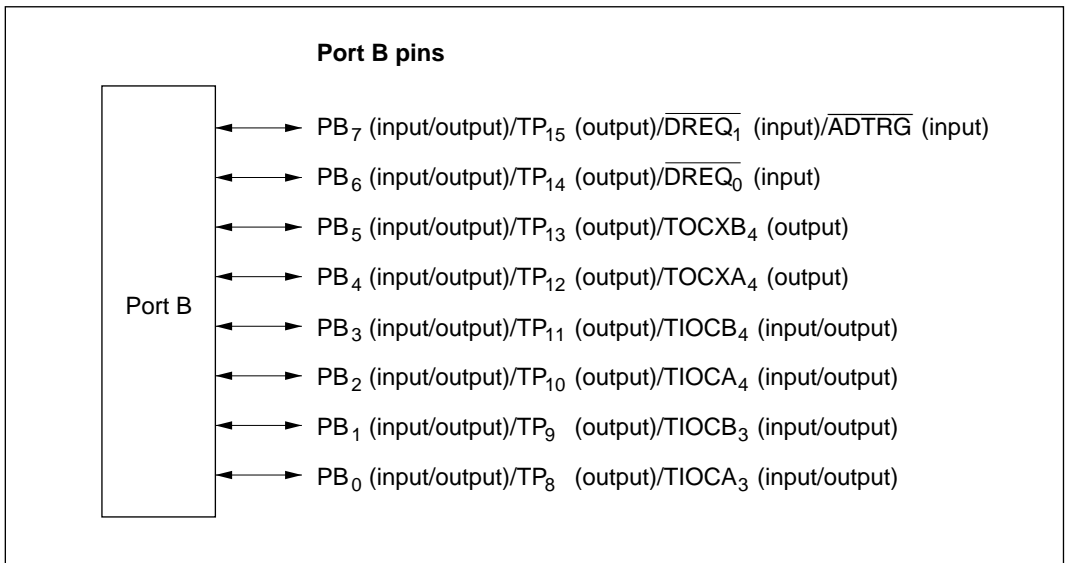 Port B pins
Port B
PB₇ (input/output)/TP₁₅ (output)/D̅R̅E̅Q̅₁̅ (input)/A̅D̅T̅R̅G̅ (input)
PB₆ (input/output)/TP₁₄ (output)/D̅R̅E̅Q̅₀̅ (input)
PB₅ (input/output)/TP₁₃ (output)/TOCXB₄ (output)
PB₄ (input/output)/TP₁₂ (output)/TOCXA₄ (output)
PB₃ (input/output)/TP₁₁ (output)/TIOCB₄ (input/output)
PB₂ (input/output)/TP₁₀ (output)/TIOCA₄ (input/output)
PB₁ (input/output)/TP₉ (output)/TIOCB₃ (input/output)
PB₀ (input/output)/TP₈ (output)/TIOCA₃ (input/output)